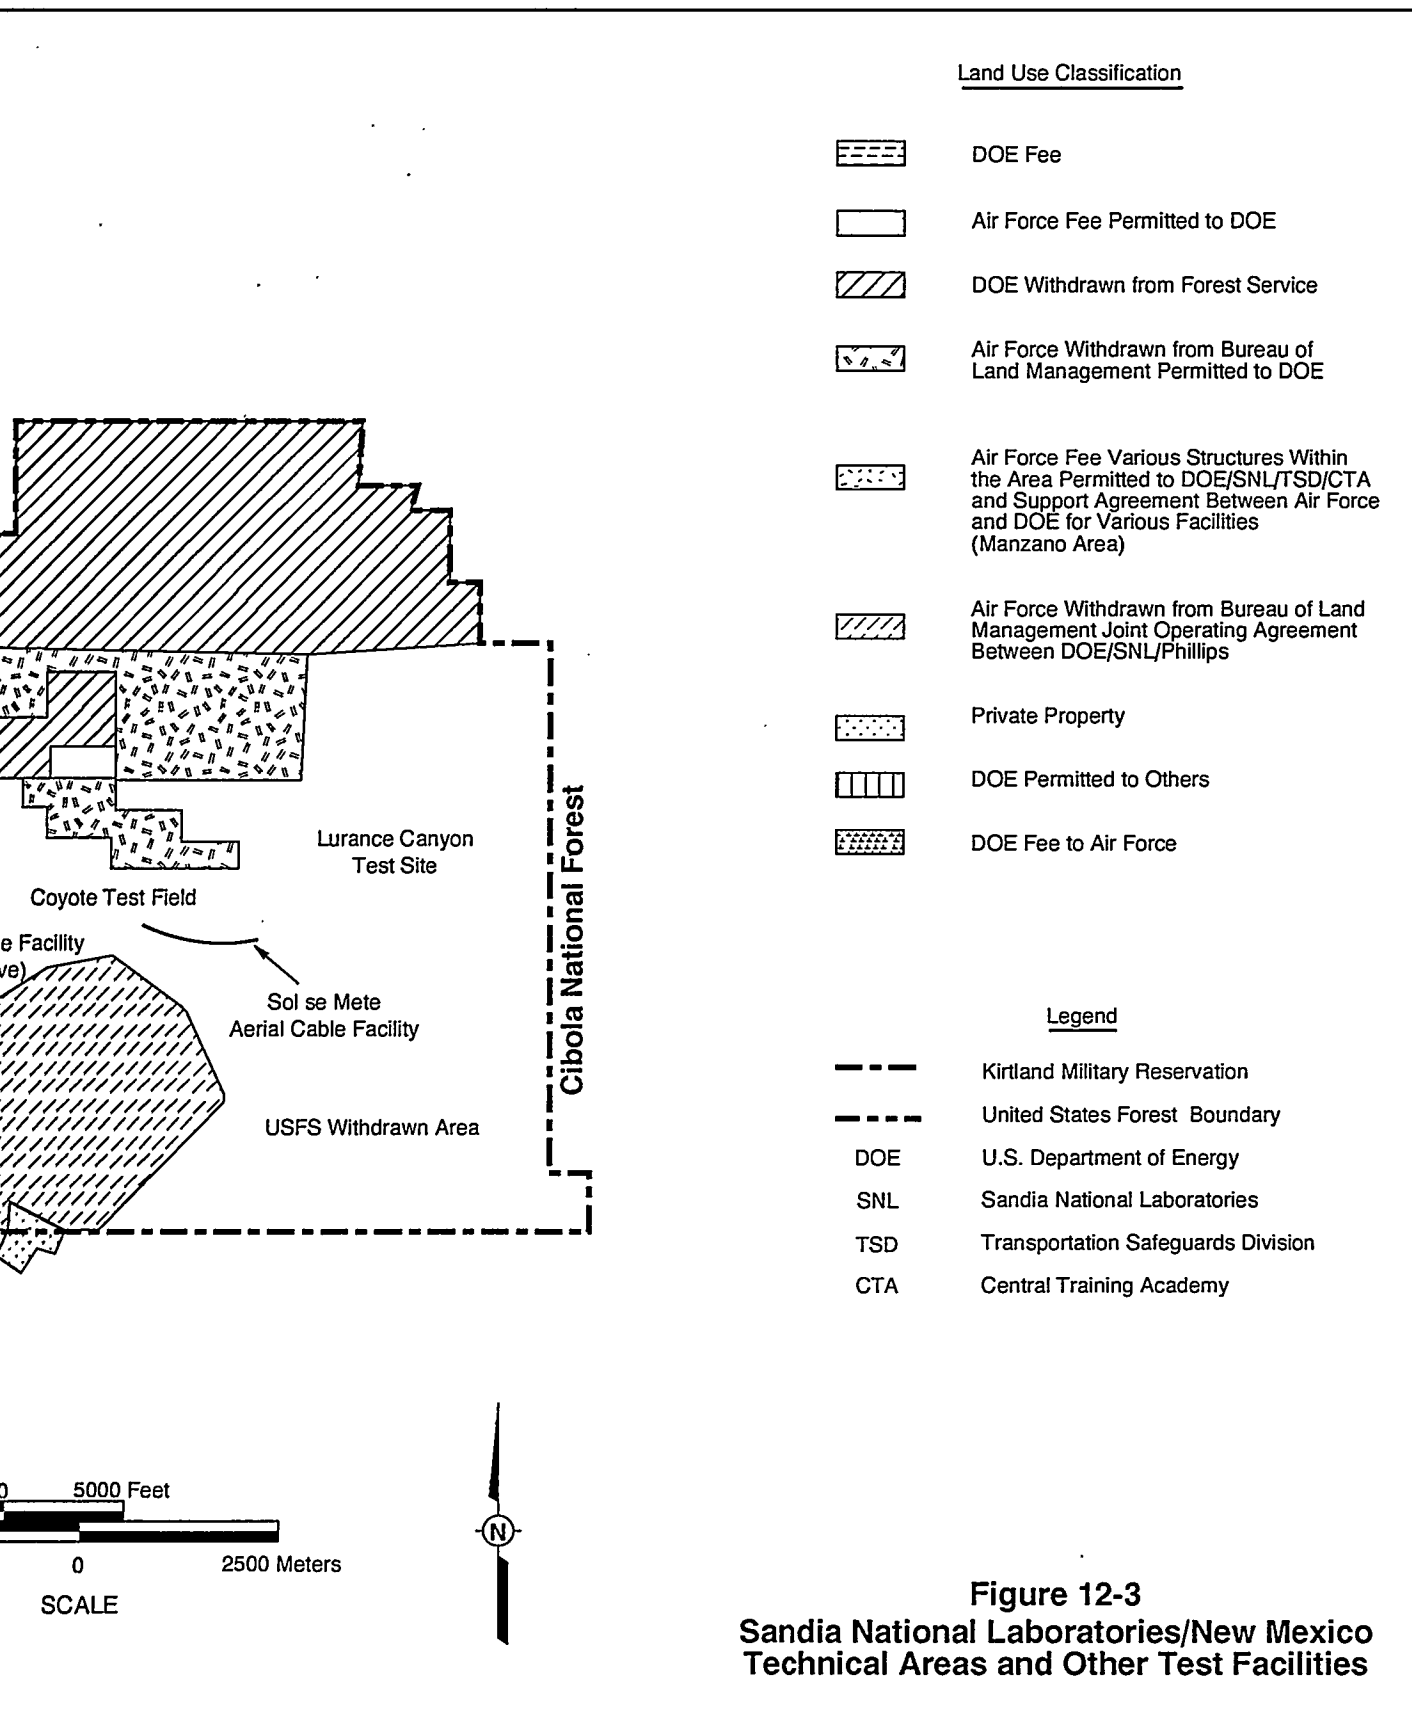 Land Use Classification
DOE Fee
Air Force Fee Permitted to DOE
DOE Withdrawn from Forest Service
Air Force Withdrawn from Bureau of
Land Management Permitted to DOE
Air Force Fee Various Structures Within
the Area Permitted to DOE/SNL/TSD/CTA
and Support Agreement Between Air Force
and DOE for Various Facilities
(Manzano Area)
Air Force Withdrawn from Bureau of Land
Management Joint Operating Agreement
Between DOE/SNL/Phillips
Private Property
DOE Permitted to Others
DOE Fee to Air Force
Lurance Canyon
Test Site
Coyote Test Field
e Facility
ve)
Sol se Mete
Aerial Cable Facility
USFS Withdrawn Area
Cibola National Forest
Legend
Kirtland Military Reservation
United States Forest Boundary
DOE U.S. Department of Energy
SNL Sandia National Laboratories
TSD Transportation Safeguards Division
CTA Central Training Academy
0 5000 Feet
0 2500 Meters
SCALE
N
Figure 12-3
Sandia National Laboratories/New Mexico
Technical Areas and Other Test Facilities